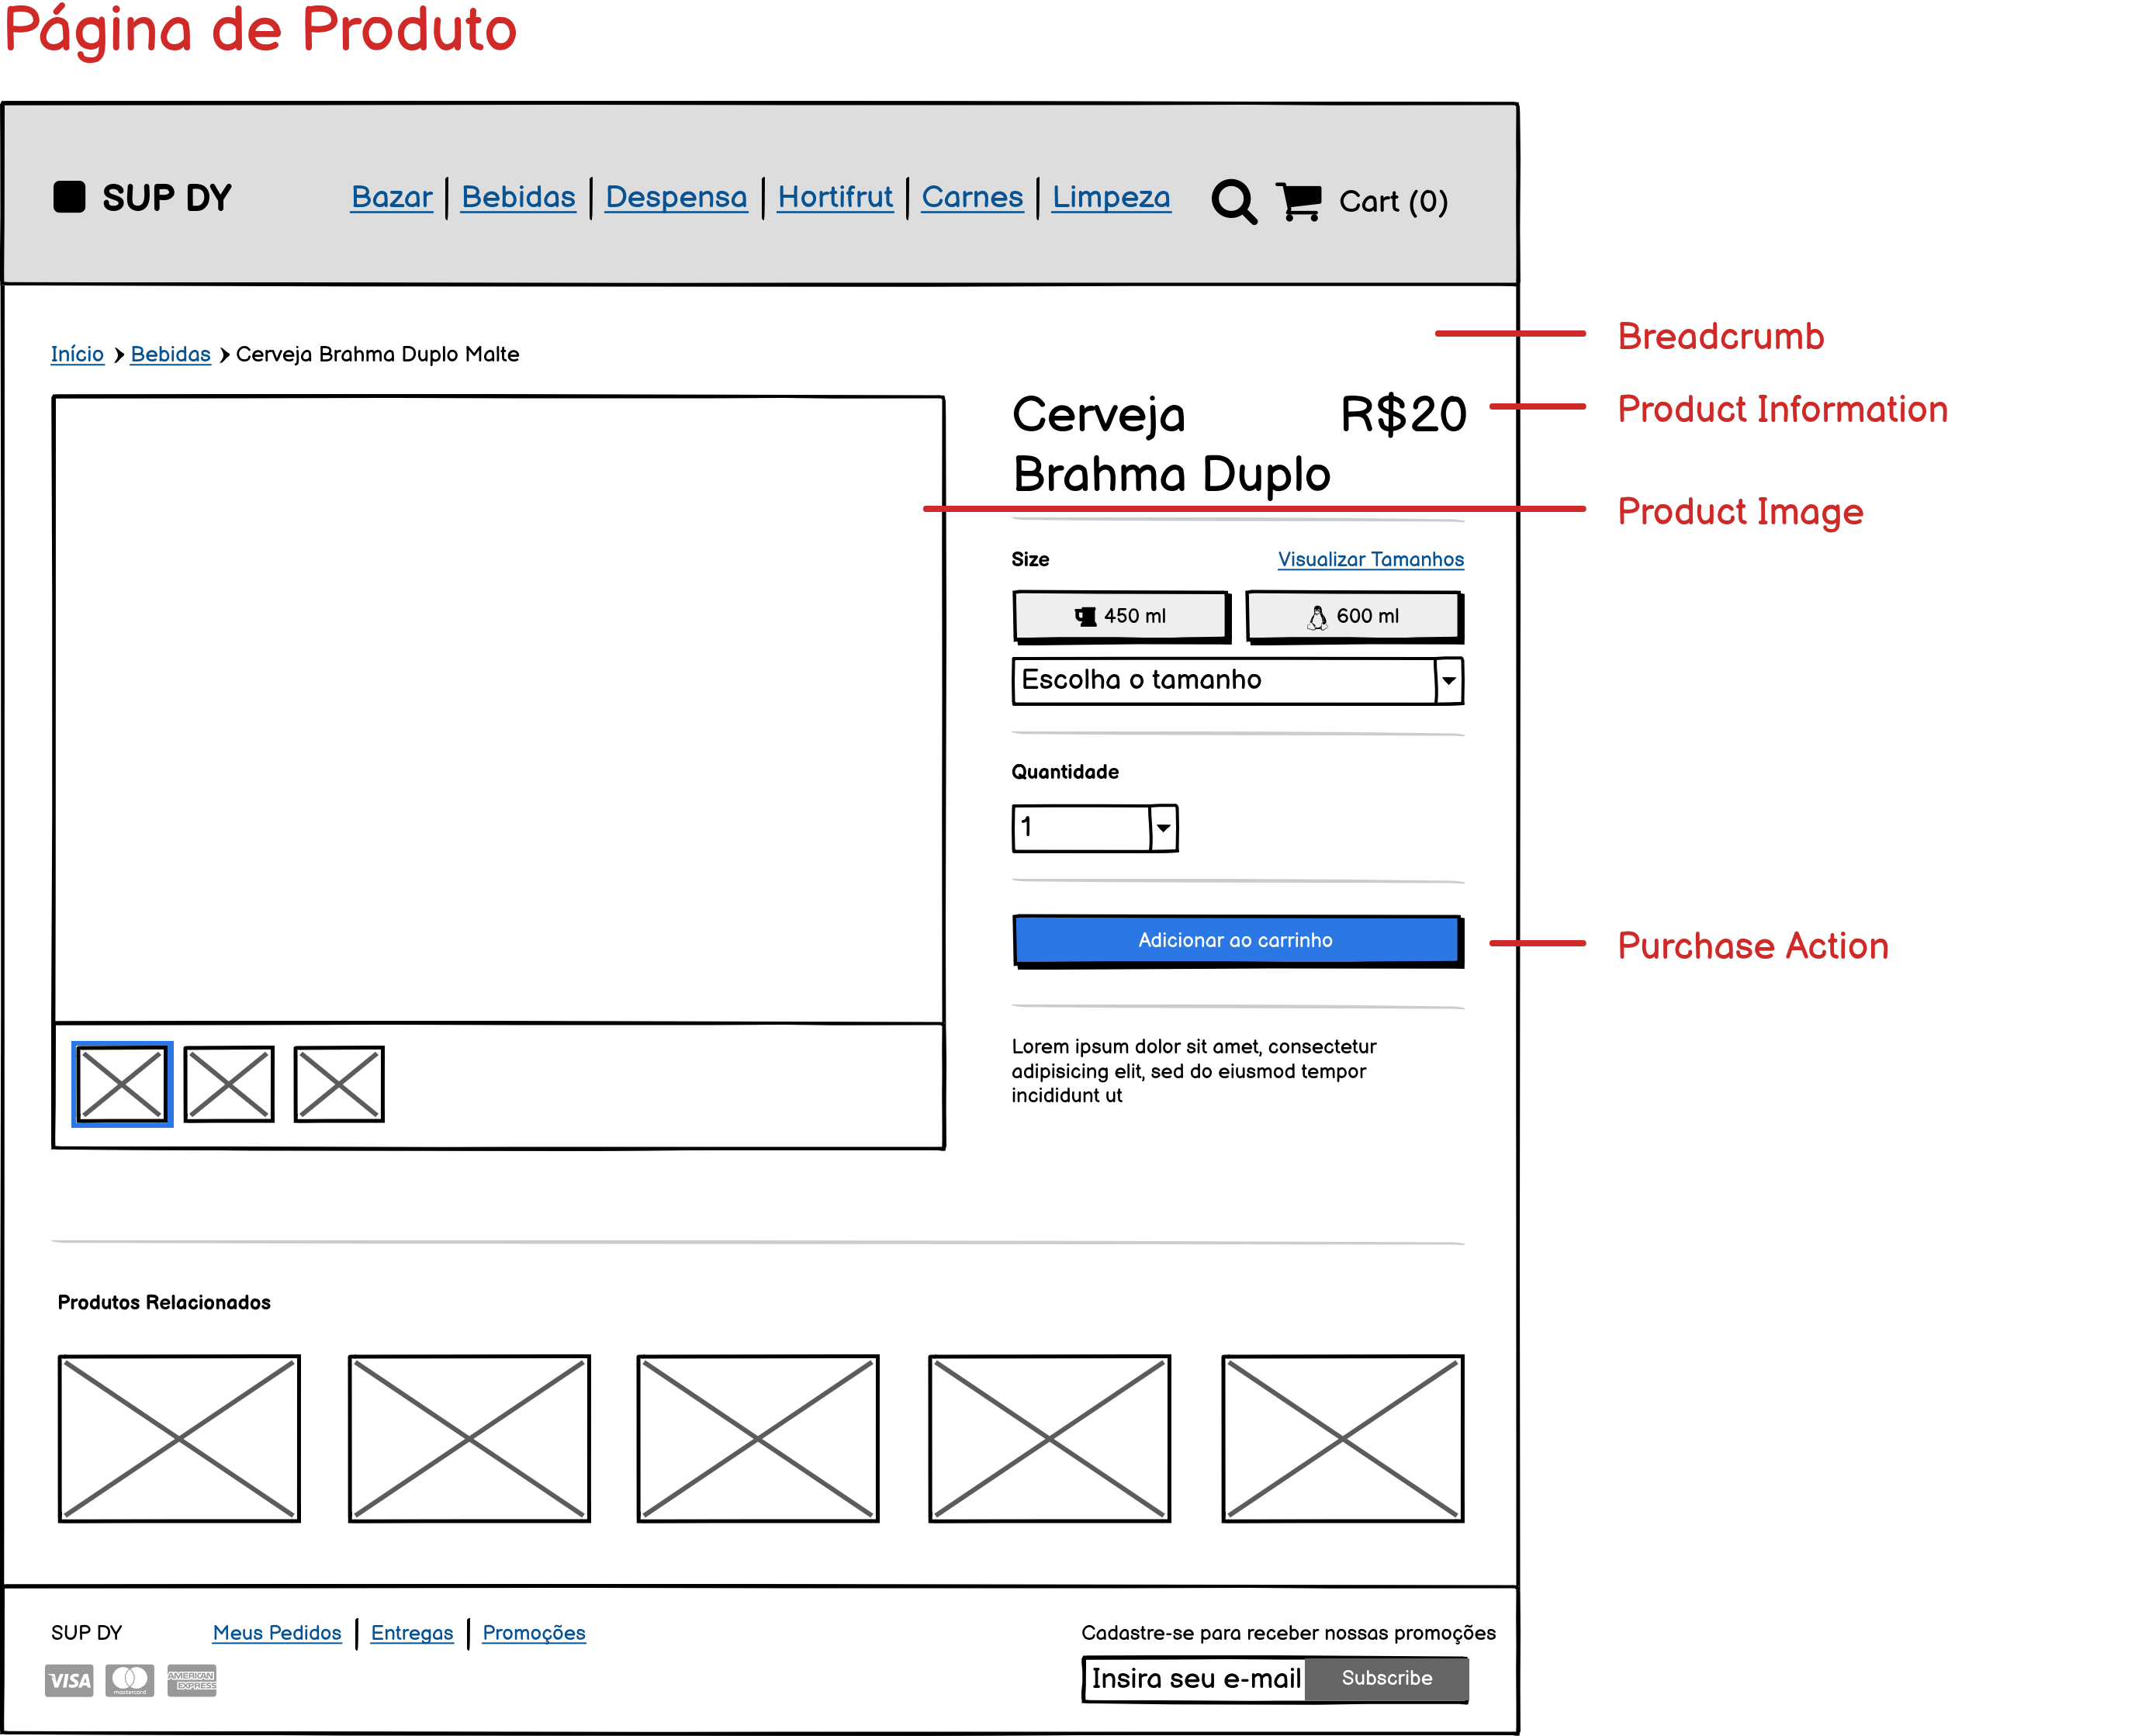 Página de Produto
SUP DY
Bazar
Bebidas
Despensa
Hortifrut
Carnes
Limpeza
Cart (0)
Início
Bebidas
Cerveja Brahma Duplo Malte
Breadcrumb
Cerveja
Brahma Duplo
R$20
Product Information
Product Image
Size
Visualizar Tamanhos
450 ml
600 ml
Escolha o tamanho
Quantidade
1
Adicionar ao carrinho
Purchase Action
Lorem ipsum dolor sit amet, consectetur
adipisicing elit, sed do eiusmod tempor
incididunt ut
Produtos Relacionados
SUP DY
Meus Pedidos
Entregas
Promoções
VISA
mastercard
AMERICAN
EXPRESS
Cadastre-se para receber nossas promoções
Insira seu e-mail
Subscribe